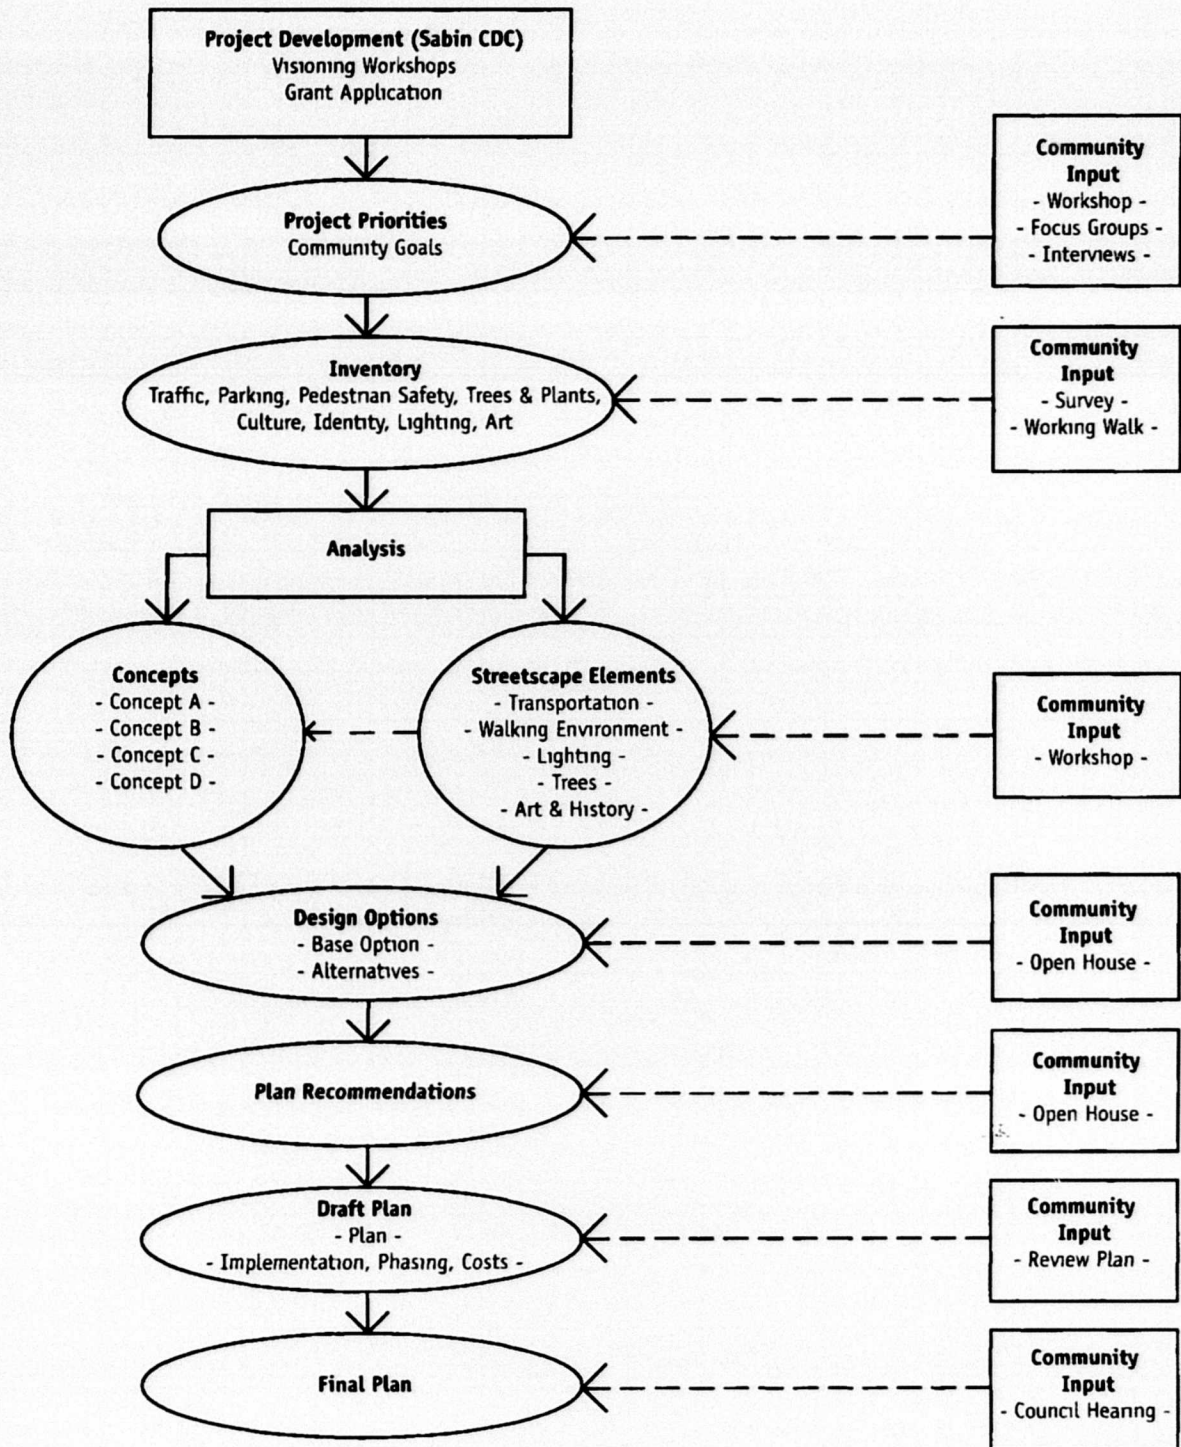 Project Development (Sabin CDC)
Visioning Workshops
Grant Application
Project Priorities
Community Goals
Community
Input
- Workshop -
- Focus Groups -
- Interviews -
Inventory
Traffic, Parking, Pedestrian Safety, Trees & Plants,
Culture, Identity, Lighting, Art
Community
Input
- Survey -
- Working Walk -
Analysis
Concepts
- Concept A -
- Concept B -
- Concept C -
- Concept D -
Streetscape Elements
- Transportation -
- Walking Environment -
- Lighting -
- Trees -
- Art & History -
Community
Input
- Workshop -
Design Options
- Base Option -
- Alternatives -
Community
Input
- Open House -
Plan Recommendations
Community
Input
- Open House -
Draft Plan
- Plan -
- Implementation, Phasing, Costs -
Community
Input
- Review Plan -
Final Plan
Community
Input
- Council Hearing -